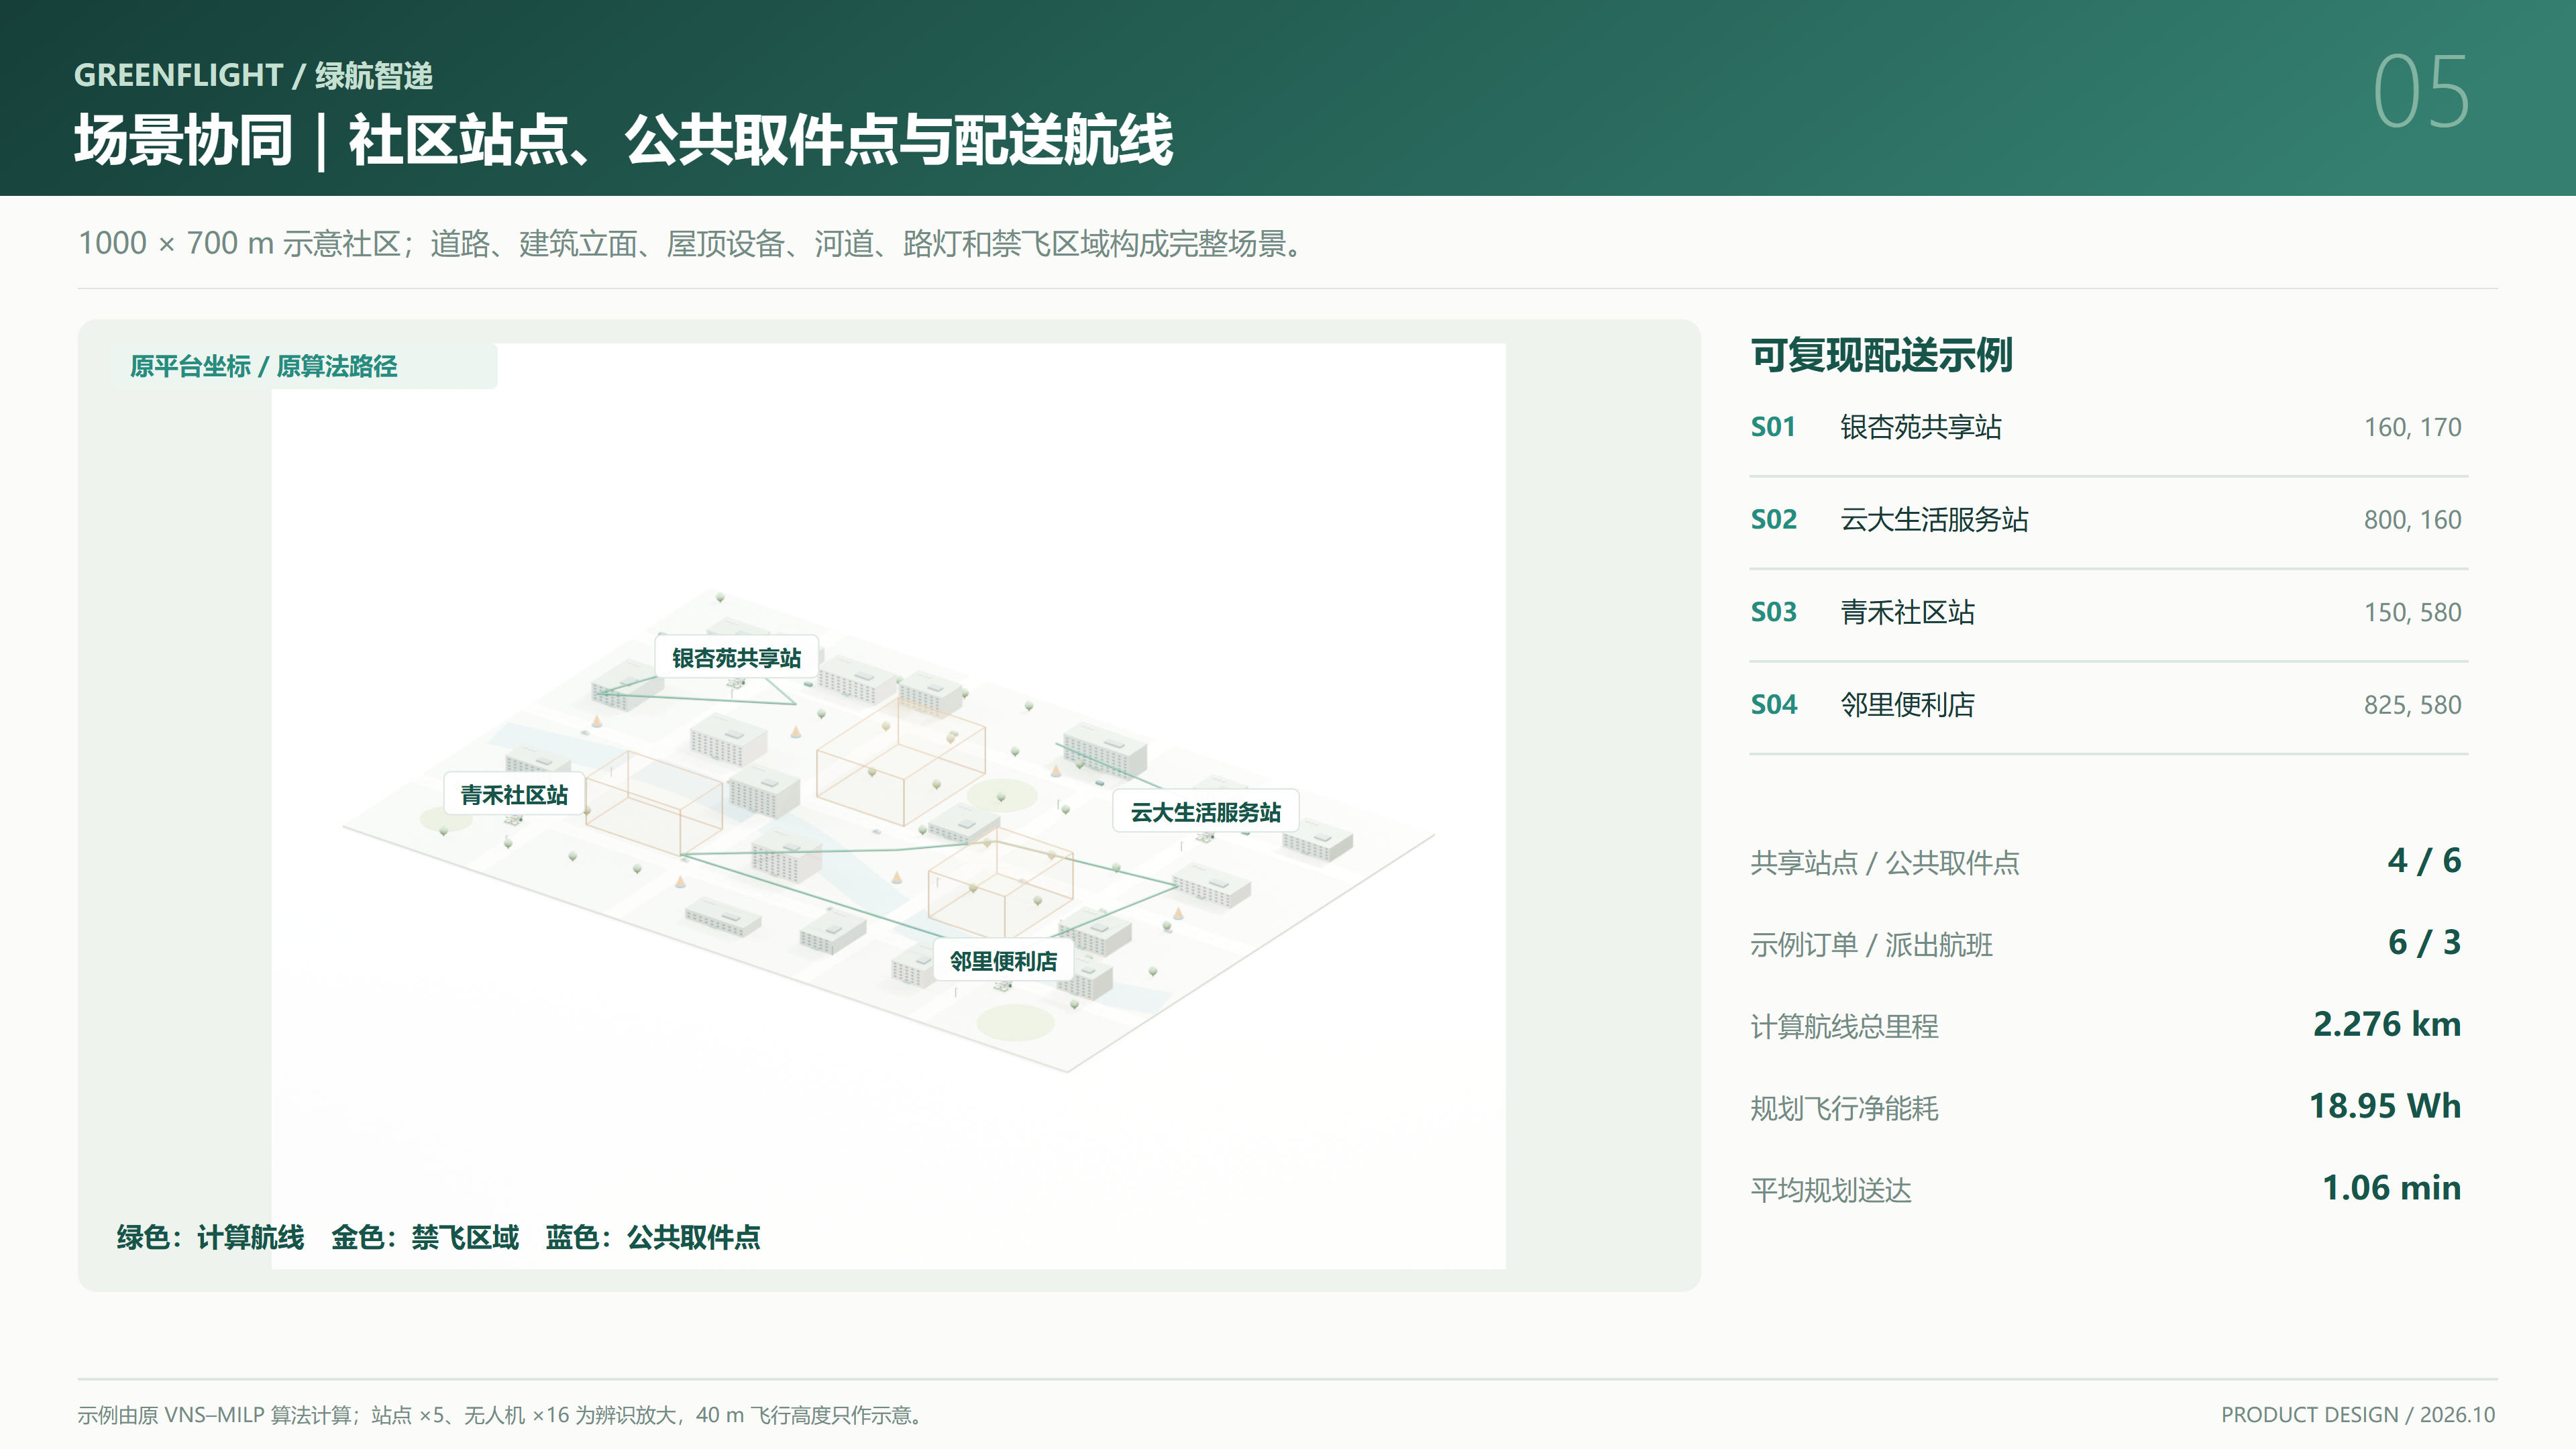 GREENFLIGHT / 绿航智递
05
场景协同｜社区站点、公共取件点与配送航线
1000 × 700 m 示意社区；道路、建筑立面、屋顶设备、河道、路灯和禁飞区域构成完整场景。
原平台坐标 / 原算法路径
银杏苑共享站
青禾社区站
云大生活服务站
邻里便利店
绿色：计算航线 金色：禁飞区域 蓝色：公共取件点
可复现配送示例
S01 银杏苑共享站 160, 170
S02 云大生活服务站 800, 160
S03 青禾社区站 150, 580
S04 邻里便利店 825, 580
共享站点 / 公共取件点 4 / 6
示例订单 / 派出航班 6 / 3
计算航线总里程 2.276 km
规划飞行净能耗 18.95 Wh
平均规划送达 1.06 min
示例由原 VNS–MILP 算法计算；站点 ×5、无人机 ×16 为辨识放大，40 m 飞行高度只作示意。
PRODUCT DESIGN / 2026.10